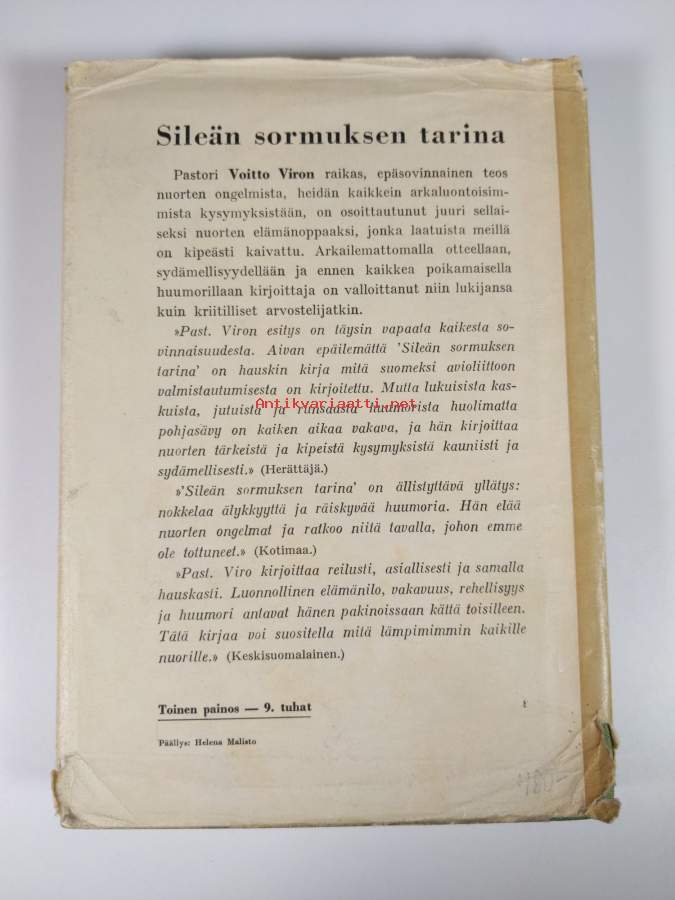 Sileän sormuksen tarina
Pastori Voitto Viron raikas, epäsovinnainen teos
nuorten ongelmista, heidän kaikkein arkaluontoisim-
mista kysymyksistään, on osoittautunut juuri sellai-
seksi nuorten elämänoppaaksi, jonka laatuista meillä
on kipeästi kaivattu. Arkailemattomalla otteellaan,
sydämellisyydellään ja ennen kaikkea poikamaisella
huumorillaan kirjoittaja on valloittanut niin lukijansa
kuin kriitilliset arvostelijatkin.
»Past. Viron esitys on täysin vapaata kaikesta so-
vinnaisuudesta. Aivan epäilemättä 'Sileän sormuksen
tarina' on hauskin kirja mitä suomeksi avioliittoon
valmistautumisesta on kirjoitettu. Mutta lukuisista kas-
Antikvariaatti.net
kuista, jutuista ja runsaasta huumorista huolimatta
pohjasävy on kaiken aikaa vakava, ja hän kirjoittaa
nuorten tärkeistä ja kipeistä kysymyksistä kauniisti ja
sydämellisesti.» (Herättäjä.)
»'Sileän sormuksen tarina' on ällistyttävä yllätys:
nokkelaa älykkyyttä ja räiskyvää huumoria. Hän elää
nuorten ongelmat ja ratkoo niitä tavalla, johon emme
ole tottuneet.» (Kotimaa.)
»Past. Viro kirjoittaa reilusti, asiallisesti ja samalla
hauskasti. Luonnollinen elämänilo, vakavuus, rehellisyys
ja huumori antavat hänen pakinoissaan kättä toisilleen.
Tätä kirjaa voi suositella mitä lämpimimmin kaikille
nuorille.» (Keskisuomalainen.)
Toinen painos — 9. tuhat
Päällys: Helena Malisto